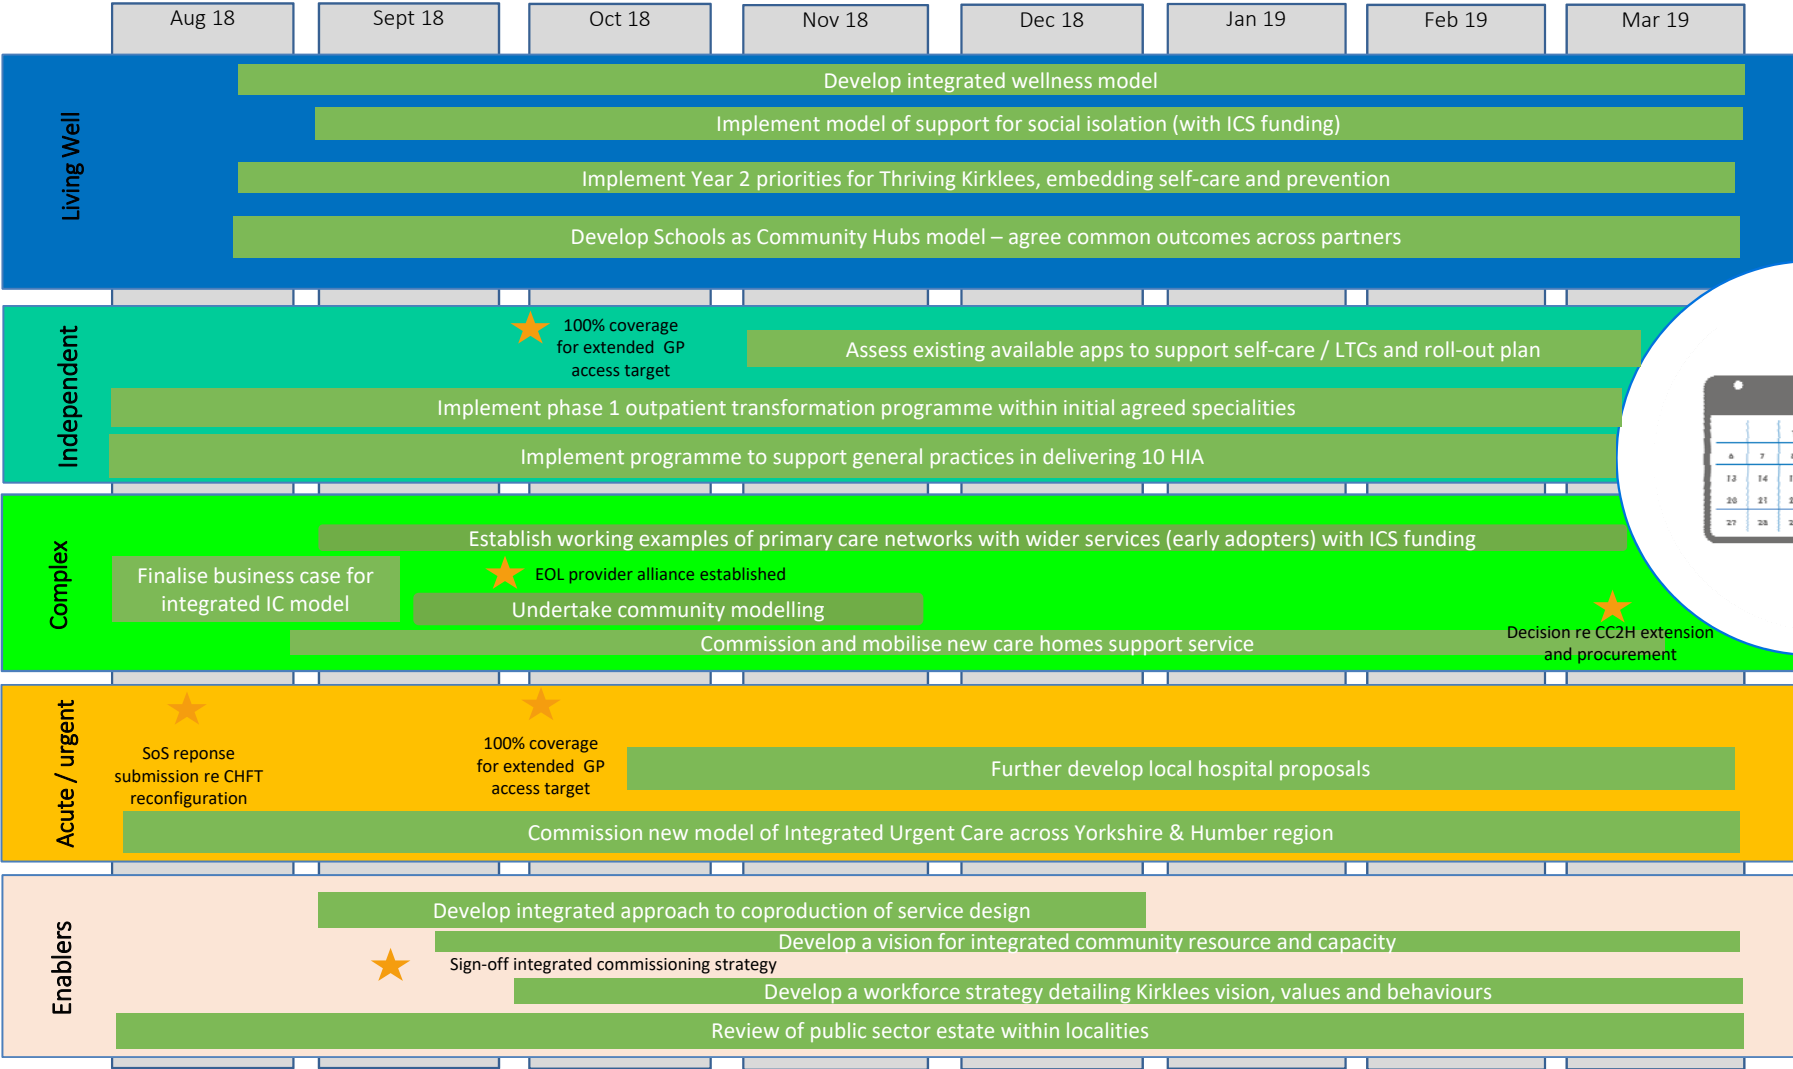 Aug 18
Sept 18
Oct 18
Nov 18
Dec 18
Jan 19
Feb 19
Mar 19
Living Well
Develop integrated wellness model
Implement model of support for social isolation (with ICS funding)
Implement Year 2 priorities for Thriving Kirklees, embedding self-care and prevention
Develop Schools as Community Hubs model – agree common outcomes across partners
Independent
100% coverage
for extended GP
access target
Assess existing available apps to support self-care / LTCs and roll-out plan
Implement phase 1 outpatient transformation programme within initial agreed specialities
Implement programme to support general practices in delivering 10 HIA
6 7
13 14
20 21
27 28
Complex
Establish working examples of primary care networks with wider services (early adopters) with ICS funding
Finalise business case for
integrated IC model
EOL provider alliance established
Undertake community modelling
Commission and mobilise new care homes support service
Decision re CC2H extension
and procurement
Acute / urgent
SoS reponse
submission re CHFT
reconfiguration
100% coverage
for extended GP
access target
Further develop local hospital proposals
Commission new model of Integrated Urgent Care across Yorkshire & Humber region
Enablers
Develop integrated approach to coproduction of service design
Develop a vision for integrated community resource and capacity
Sign-off integrated commissioning strategy
Develop a workforce strategy detailing Kirklees vision, values and behaviours
Review of public sector estate within localities